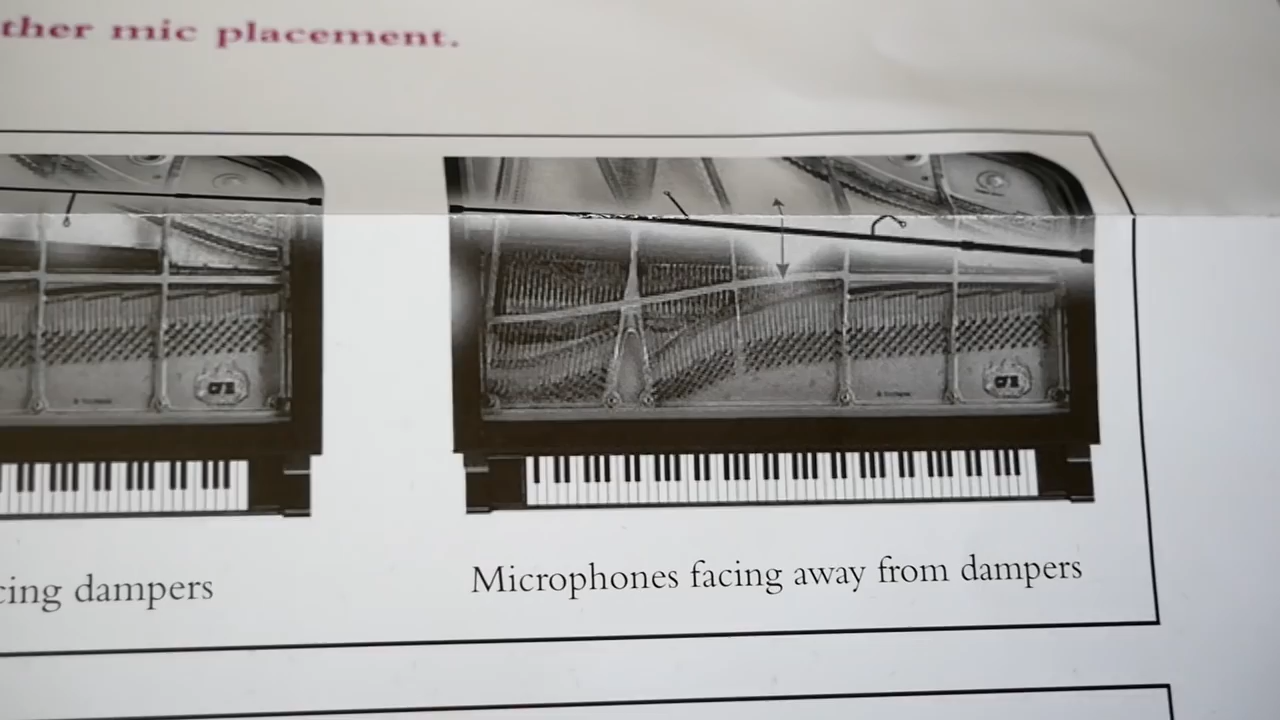 ther mic placement.
cing dampers
Microphones facing away from dampers